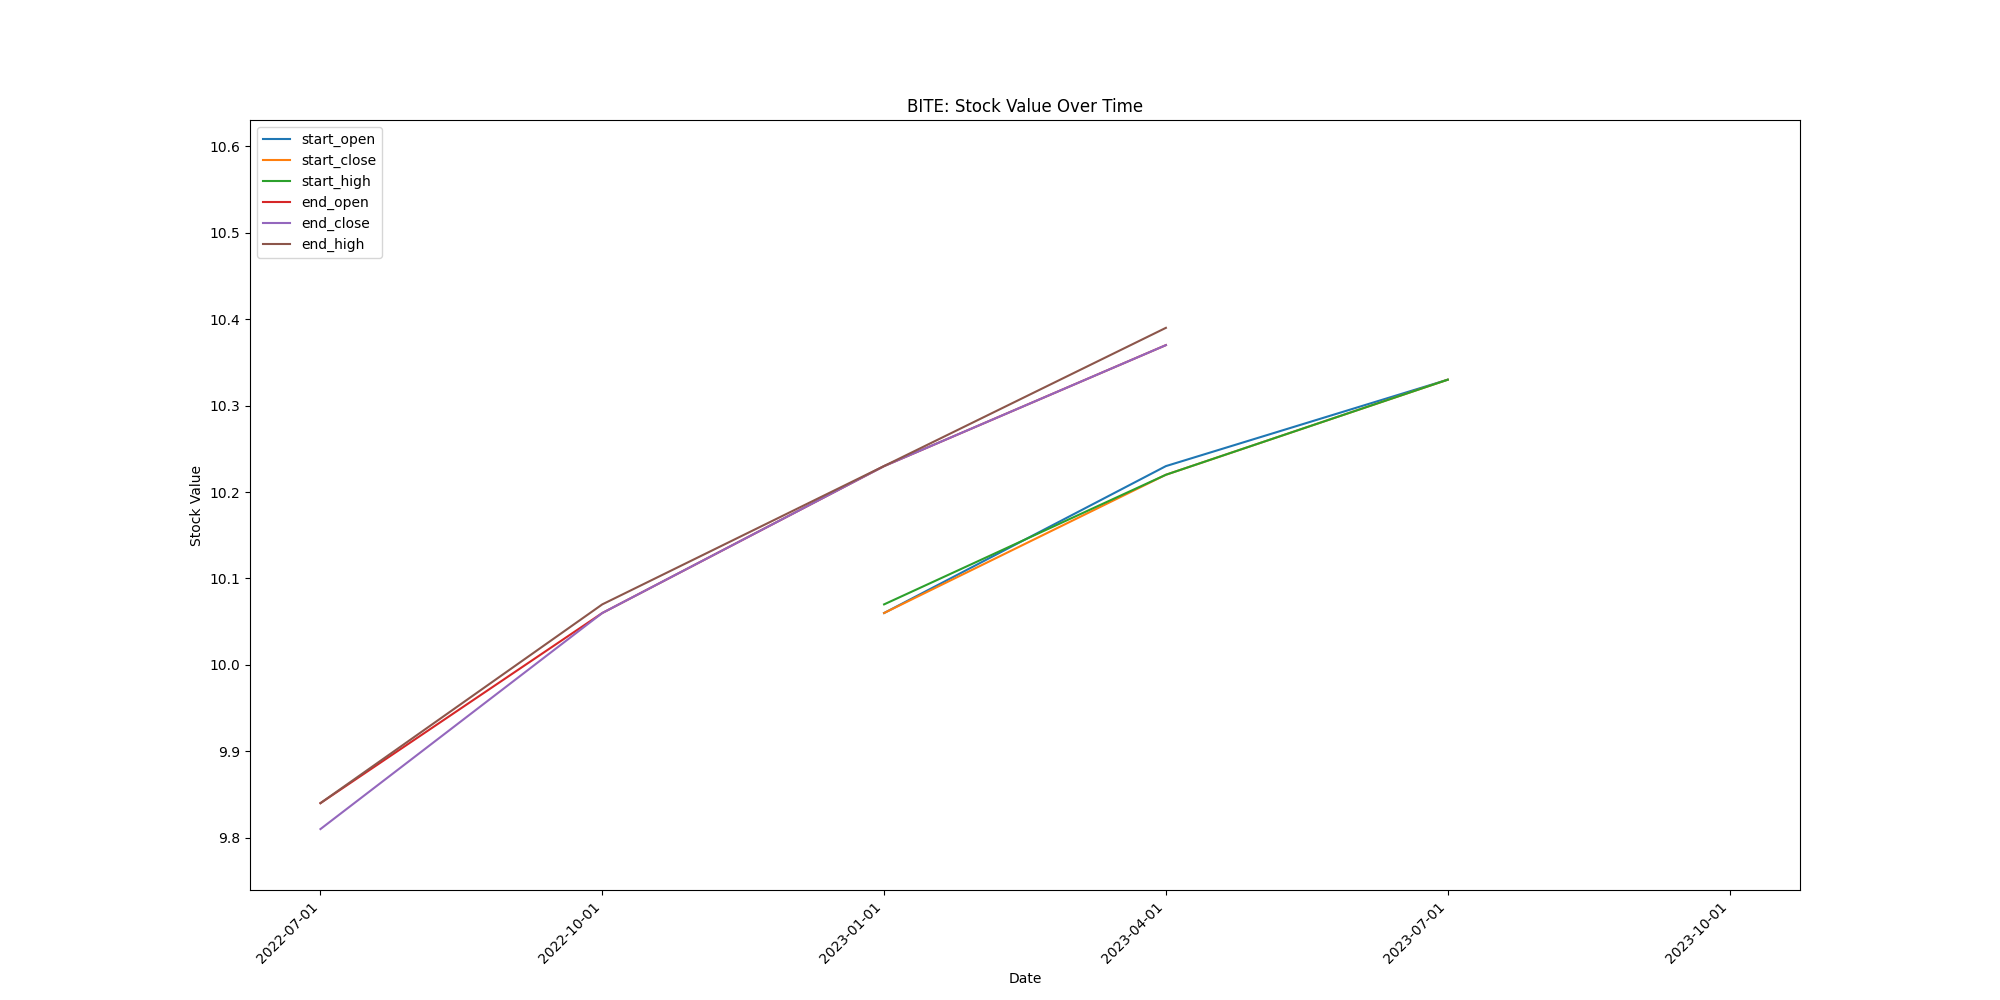 BITE: Stock Value Over Time
start_open
start_close
start_high
end_open
end_close
end_high
10.6
10.5
10.4
10.3
10.2
10.1
10.0
9.9
9.8
Stock Value
2022-07-01
2022-10-01
2023-01-01
2023-04-01
2023-07-01
2023-10-01
Date